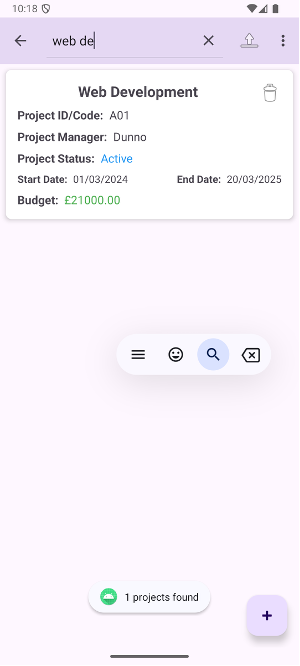 10:18
web de
Web Development
Project ID/Code: A01
Project Manager: Dunno
Project Status: Active
Start Date: 01/03/2024 End Date: 20/03/2025
Budget: £21000.00
1 projects found
+